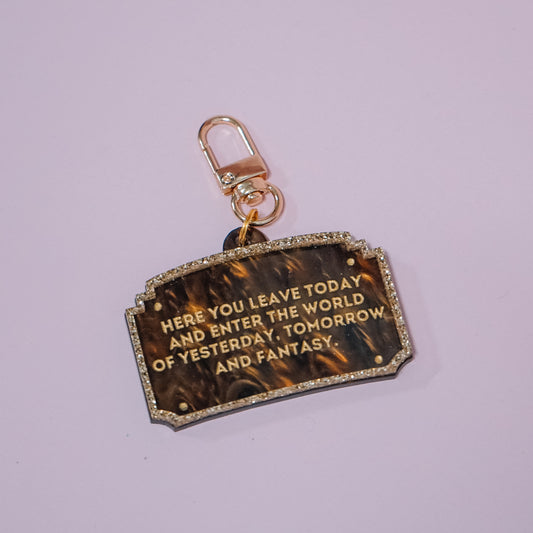 HERE YOU LEAVE TODAY
AND ENTER THE WORLD
OF YESTERDAY, TOMORROW
AND FANTASY.